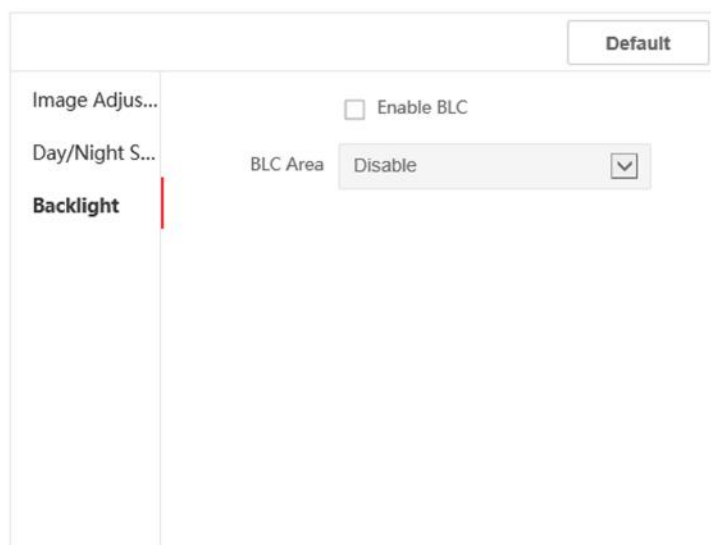 Default
Image Adjus...
Enable BLC
Day/Night S...
BLC Area
Disable
Backlight